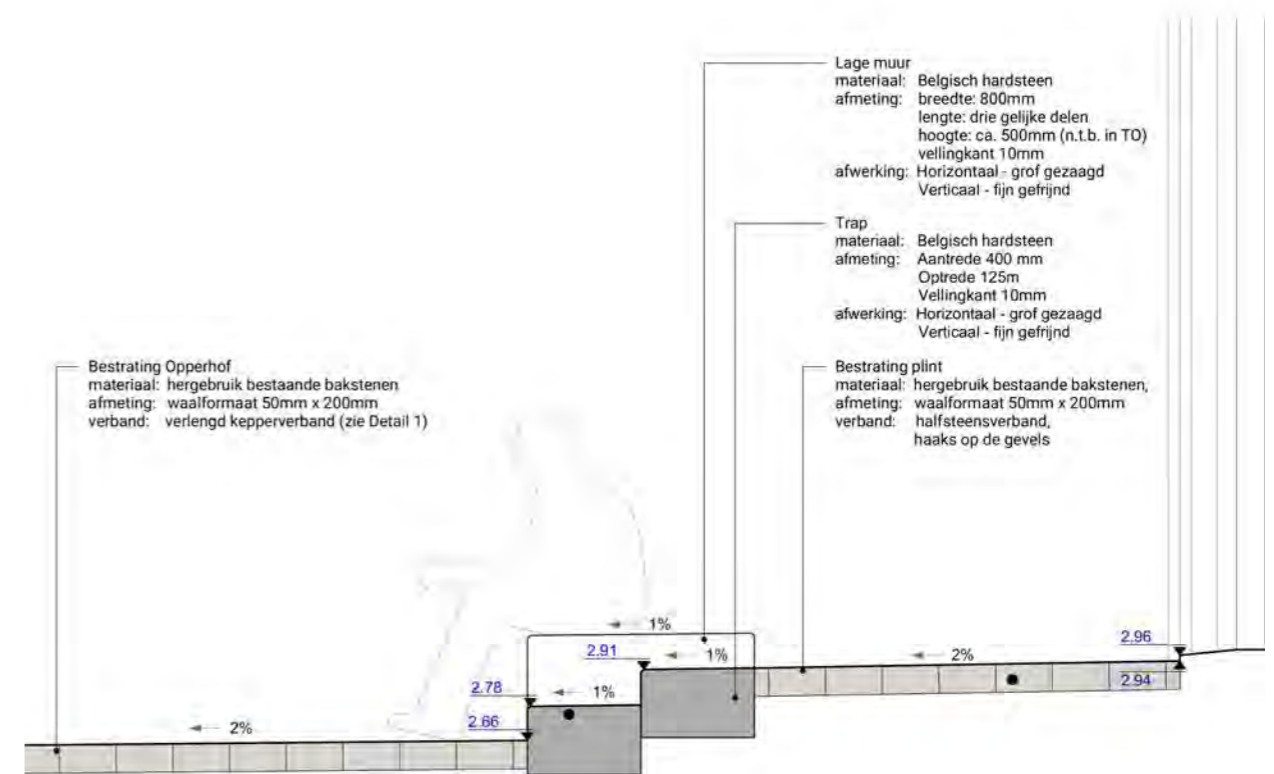 Lage muur
materiaal: Belgisch hardsteen
afmeting: breedte: 800mm
lengte: drie gelijke delen
hoogte: ca. 500mm (n.t.b. in TO)
vellingkant 10mm
afwerking: Horizontaal - grof gezaagd
Verticaal - fijn gefrijnd
Trap
materiaal: Belgisch hardsteen
afmeting: Aantrede 400 mm
Optrede 125m
Vellingkant 10mm
afwerking: Horizontaal - grof gezaagd
Verticaal - fijn gefrijnd
Bestrating Opperhof
materiaal: hergebruik bestaande bakstenen
afmeting: waalformaat 50mm x 200mm
verband: verlengd kepperverband (zie Detail 1)
Bestrating plint
materiaal: hergebruik bestaande bakstenen,
afmeting: waalformaat 50mm x 200mm
verband: halfsteensverband,
haaks op de gevels
1%
2.91
1%
2%
2.96
2.94
2.78
1%
2.66
2%